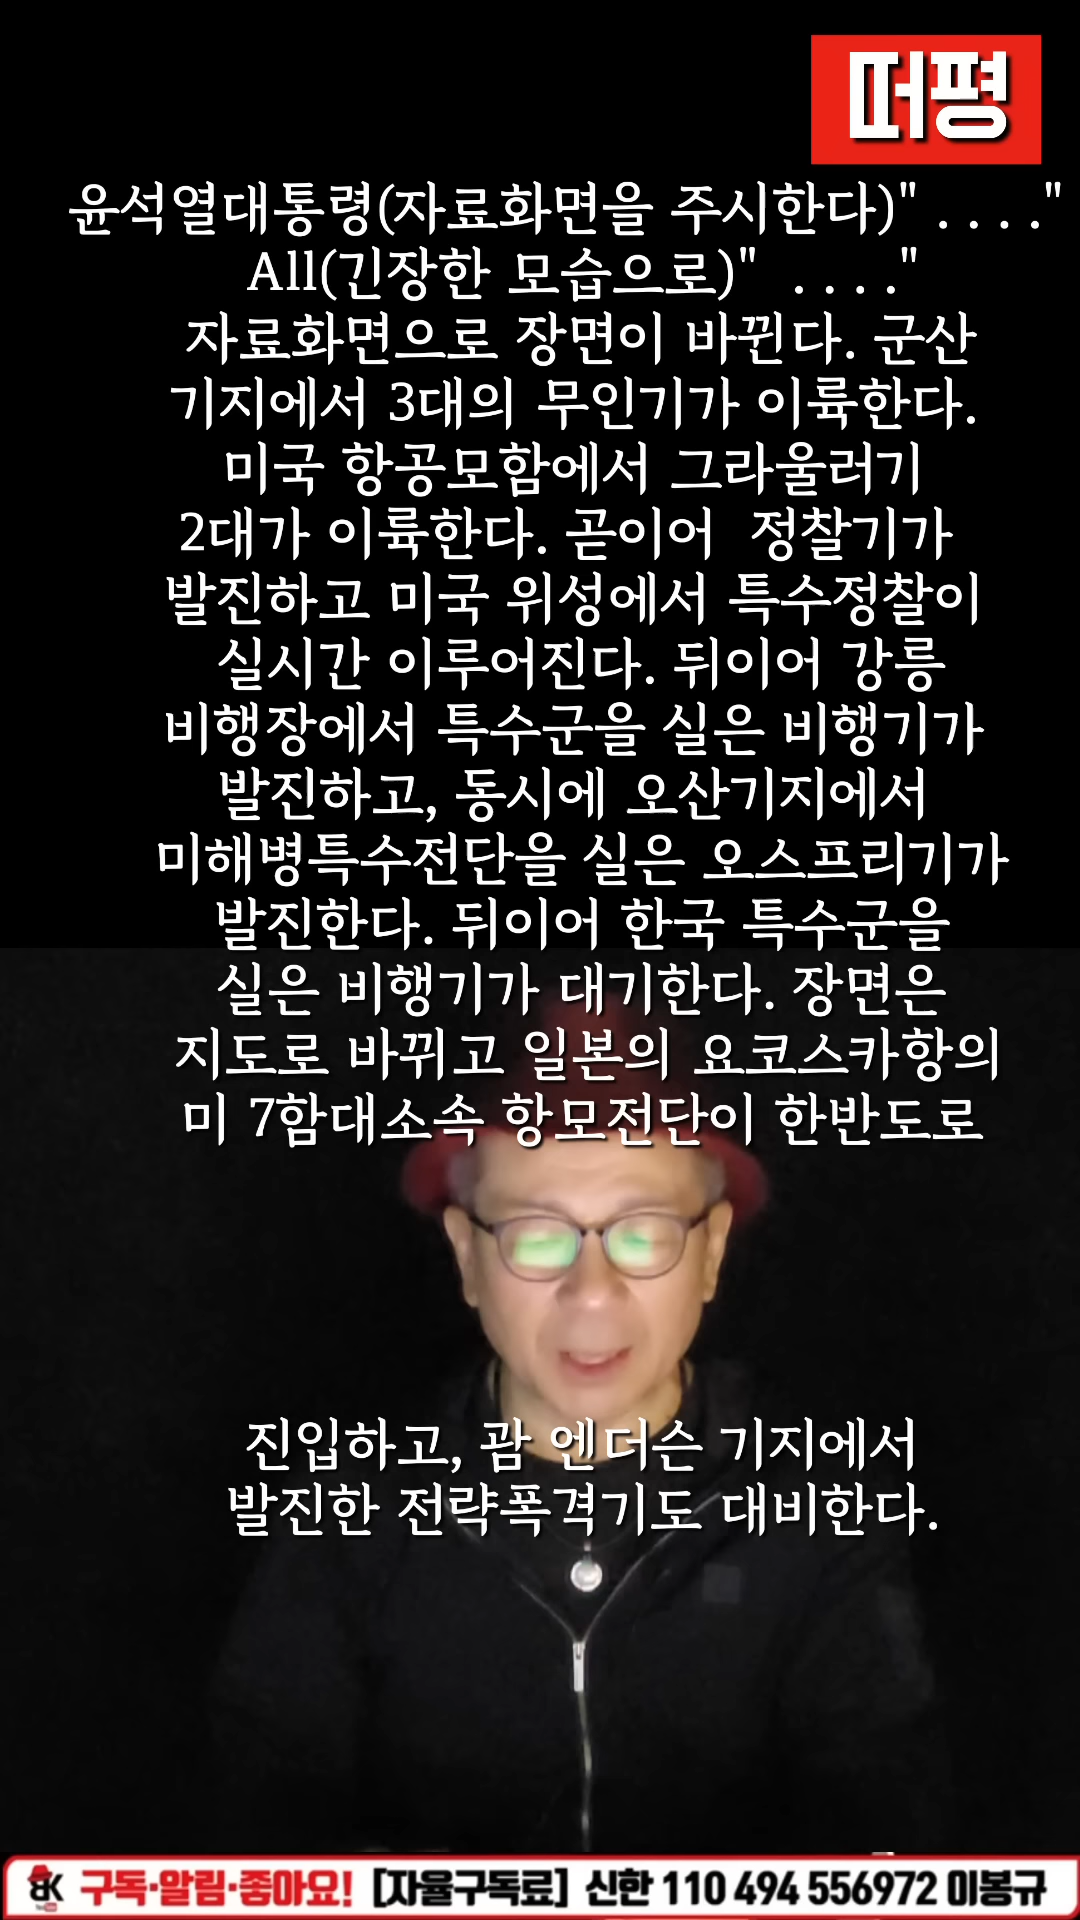 떠평
윤석열대통령(자료화면을 주시한다)" . . . ."
All(긴장한 모습으로)" . . . ."
자료화면으로 장면이 바뀐다. 군산
기지에서 3대의 무인기가 이륙한다.
미국 항공모함에서 그라울러기
2대가 이륙한다. 곧이어 정찰기가
발진하고 미국 위성에서 특수정찰이
실시간 이루어진다. 뒤이어 강릉
비행장에서 특수군을 실은 비행기가
발진하고, 동시에 오산기지에서
미해병특수전단을 실은 오스프리기가
발진한다. 뒤이어 한국 특수군을
실은 비행기가 대기한다. 장면은
지도로 바뀌고 일본의 요코스카항의
미 7함대소속 항모전단이 한반도로
진입하고, 괌 엔더슨 기지에서
발진한 전략폭격기도 대비한다.
BK 구독·알림·좋아요! [자율구독료] 신한 110 494 556972 이봉규